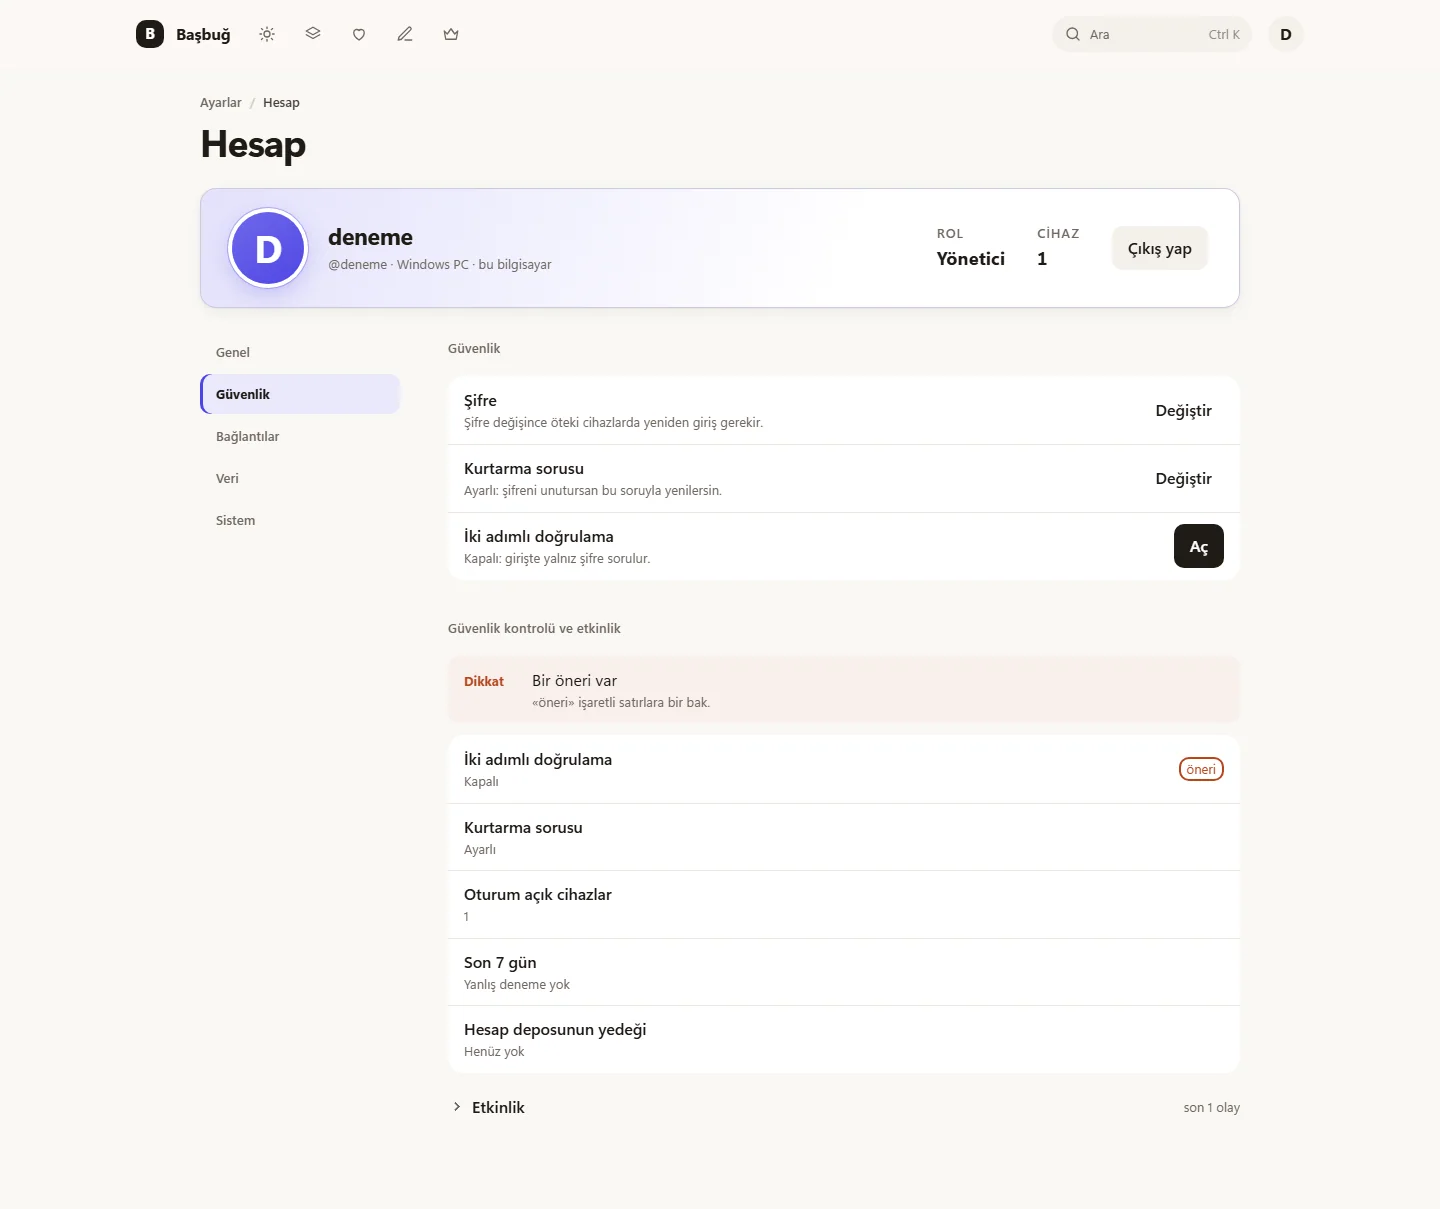 B Başbuğ
Ara Ctrl K
D
Ayarlar / Hesap
Hesap
D
deneme
@deneme · Windows PC · bu bilgisayar
ROL
Yönetici
CİHAZ
1
Çıkış yap
Genel
Güvenlik
Bağlantılar
Veri
Sistem
Güvenlik
Şifre
Şifre değişince öteki cihazlarda yeniden giriş gerekir.
Değiştir
Kurtarma sorusu
Ayarlı: şifreni unutursan bu soruyla yenilersin.
Değiştir
İki adımlı doğrulama
Kapalı: girişte yalnız şifre sorulur.
Aç
Güvenlik kontrolü ve etkinlik
Dikkat
Bir öneri var
«öneri» işaretli satırlara bir bak.
İki adımlı doğrulama
Kapalı
öneri
Kurtarma sorusu
Ayarlı
Oturum açık cihazlar
1
Son 7 gün
Yanlış deneme yok
Hesap deposunun yedeği
Henüz yok
Etkinlik
son 1 olay